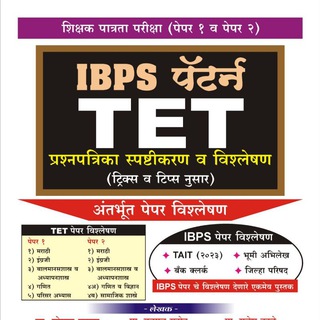 शिक्षक पात्रता परीक्षा (पेपर १ व पेपर २)
IBPS पॅटर्न
TET
प्रश्नपत्रिका स्पष्टीकरण व विश्लेषण
(ट्रिक्स व टिप्स नुसार)
अंतर्भूत पेपर विश्लेषण
TET पेपर विश्लेषण
पेपर १ पेपर २
१) मराठी १) मराठी
२) इंग्रजी २) इंग्रजी
३) बालमानसशास्त्र व अध्यापनशास्त्र ३) बालमानसशास्त्र व अध्यापनशास्त्र
४) गणित ४अ) गणित व विज्ञान
५) परिसर अभ्यास ४ब) सामाजिक शास्त्रे
IBPS पेपर विश्लेषण
TAIT (२०२३) भूमी अभिलेख
बँक क्लर्क जिल्हा परिषद
IBPS पेपर चे विश्लेषण देणारे एकमेव पुस्तक
- लेखक -